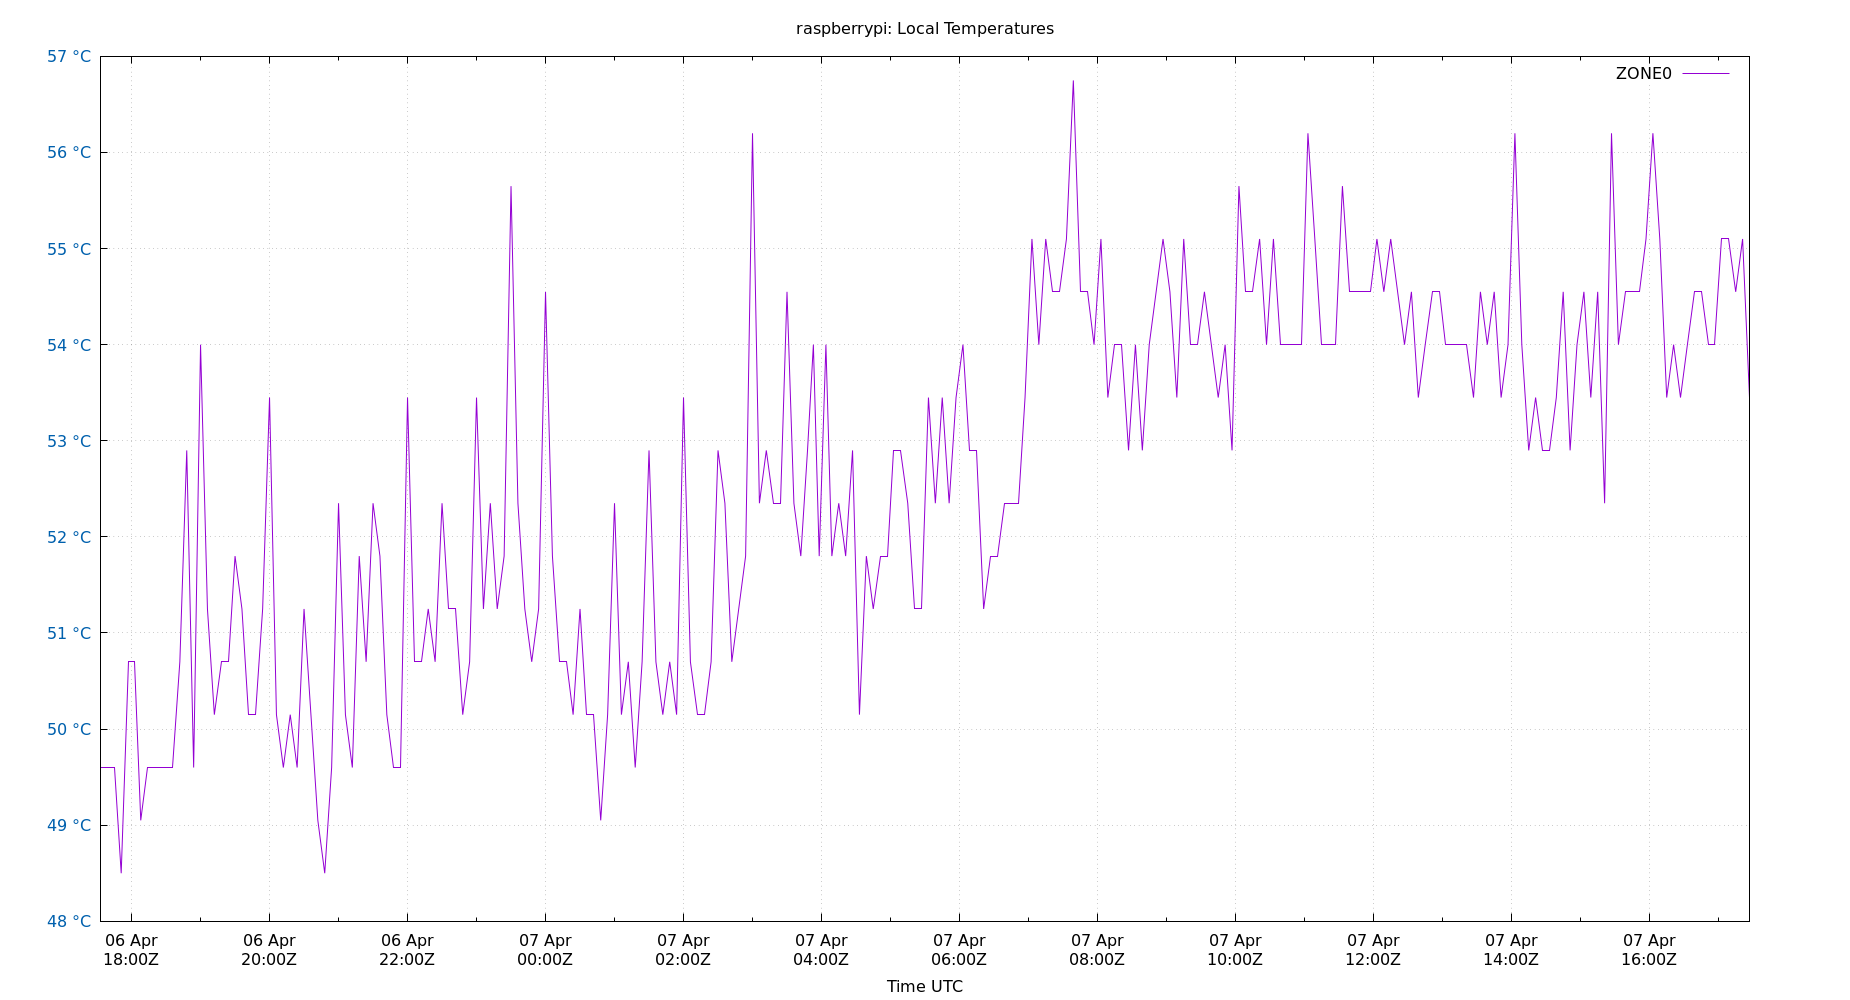 raspberrypi: Local Temperatures
57 °C
ZONE0
56 °C
55 °C
54 °C
53 °C
52 °C
51 °C
50 °C
49 °C
48 °C
06 Apr 06 Apr 06 Apr 07 Apr 07 Apr 07 Apr 07 Apr 07 Apr 07 Apr 07 Apr 07 Apr 07 Apr
18:00Z 20:00Z 22:00Z 00:00Z 02:00Z 04:00Z 06:00Z 08:00Z 10:00Z 12:00Z 14:00Z 16:00Z
Time UTC